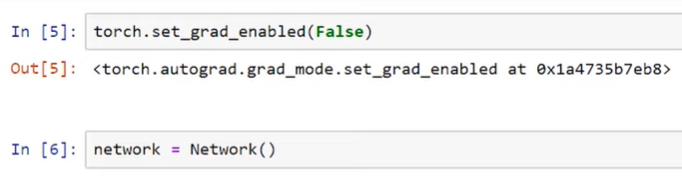 In [5]: torch.set_grad_enabled(False)
Out[5]: <torch.autograd.grad_mode.set_grad_enabled at 0x1a4735b7eb8>
In [6]: network = Network()